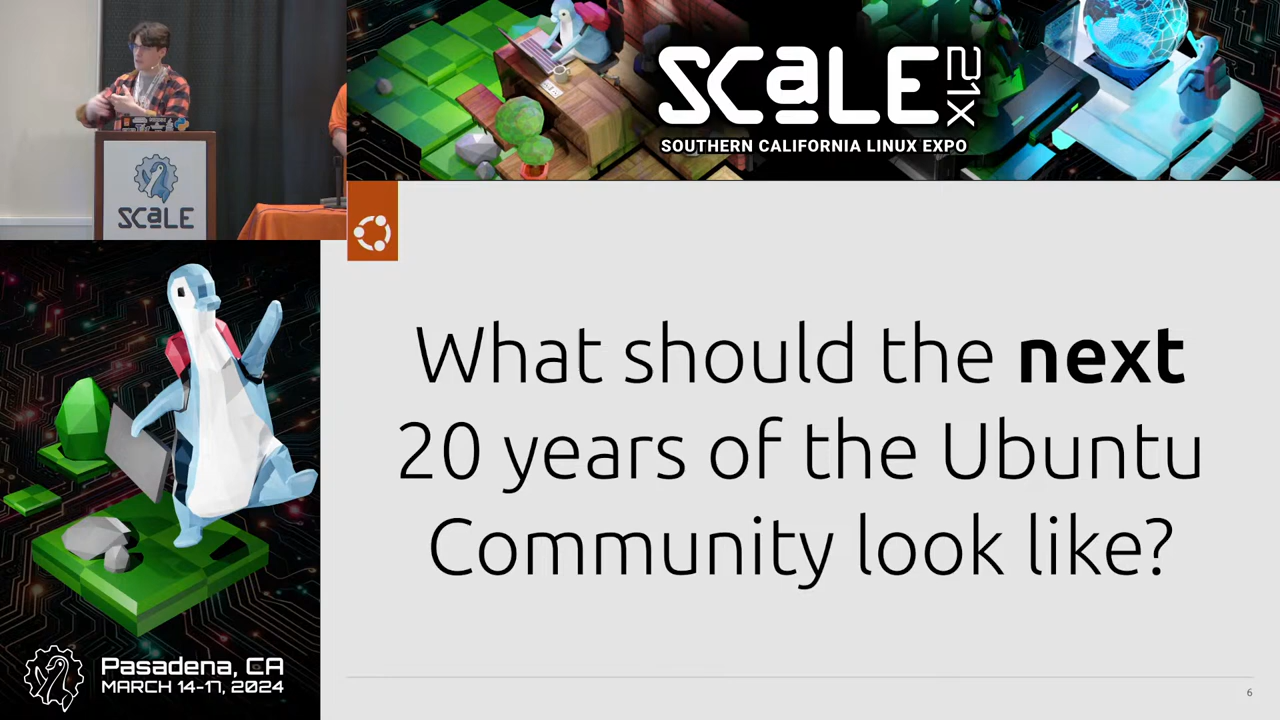 SCALE
21X
SOUTHERN CALIFORNIA LINUX EXPO
SCALE
What should the next
20 years of the Ubuntu
Community look like?
Pasadena, CA
MARCH 14-17, 2024
6